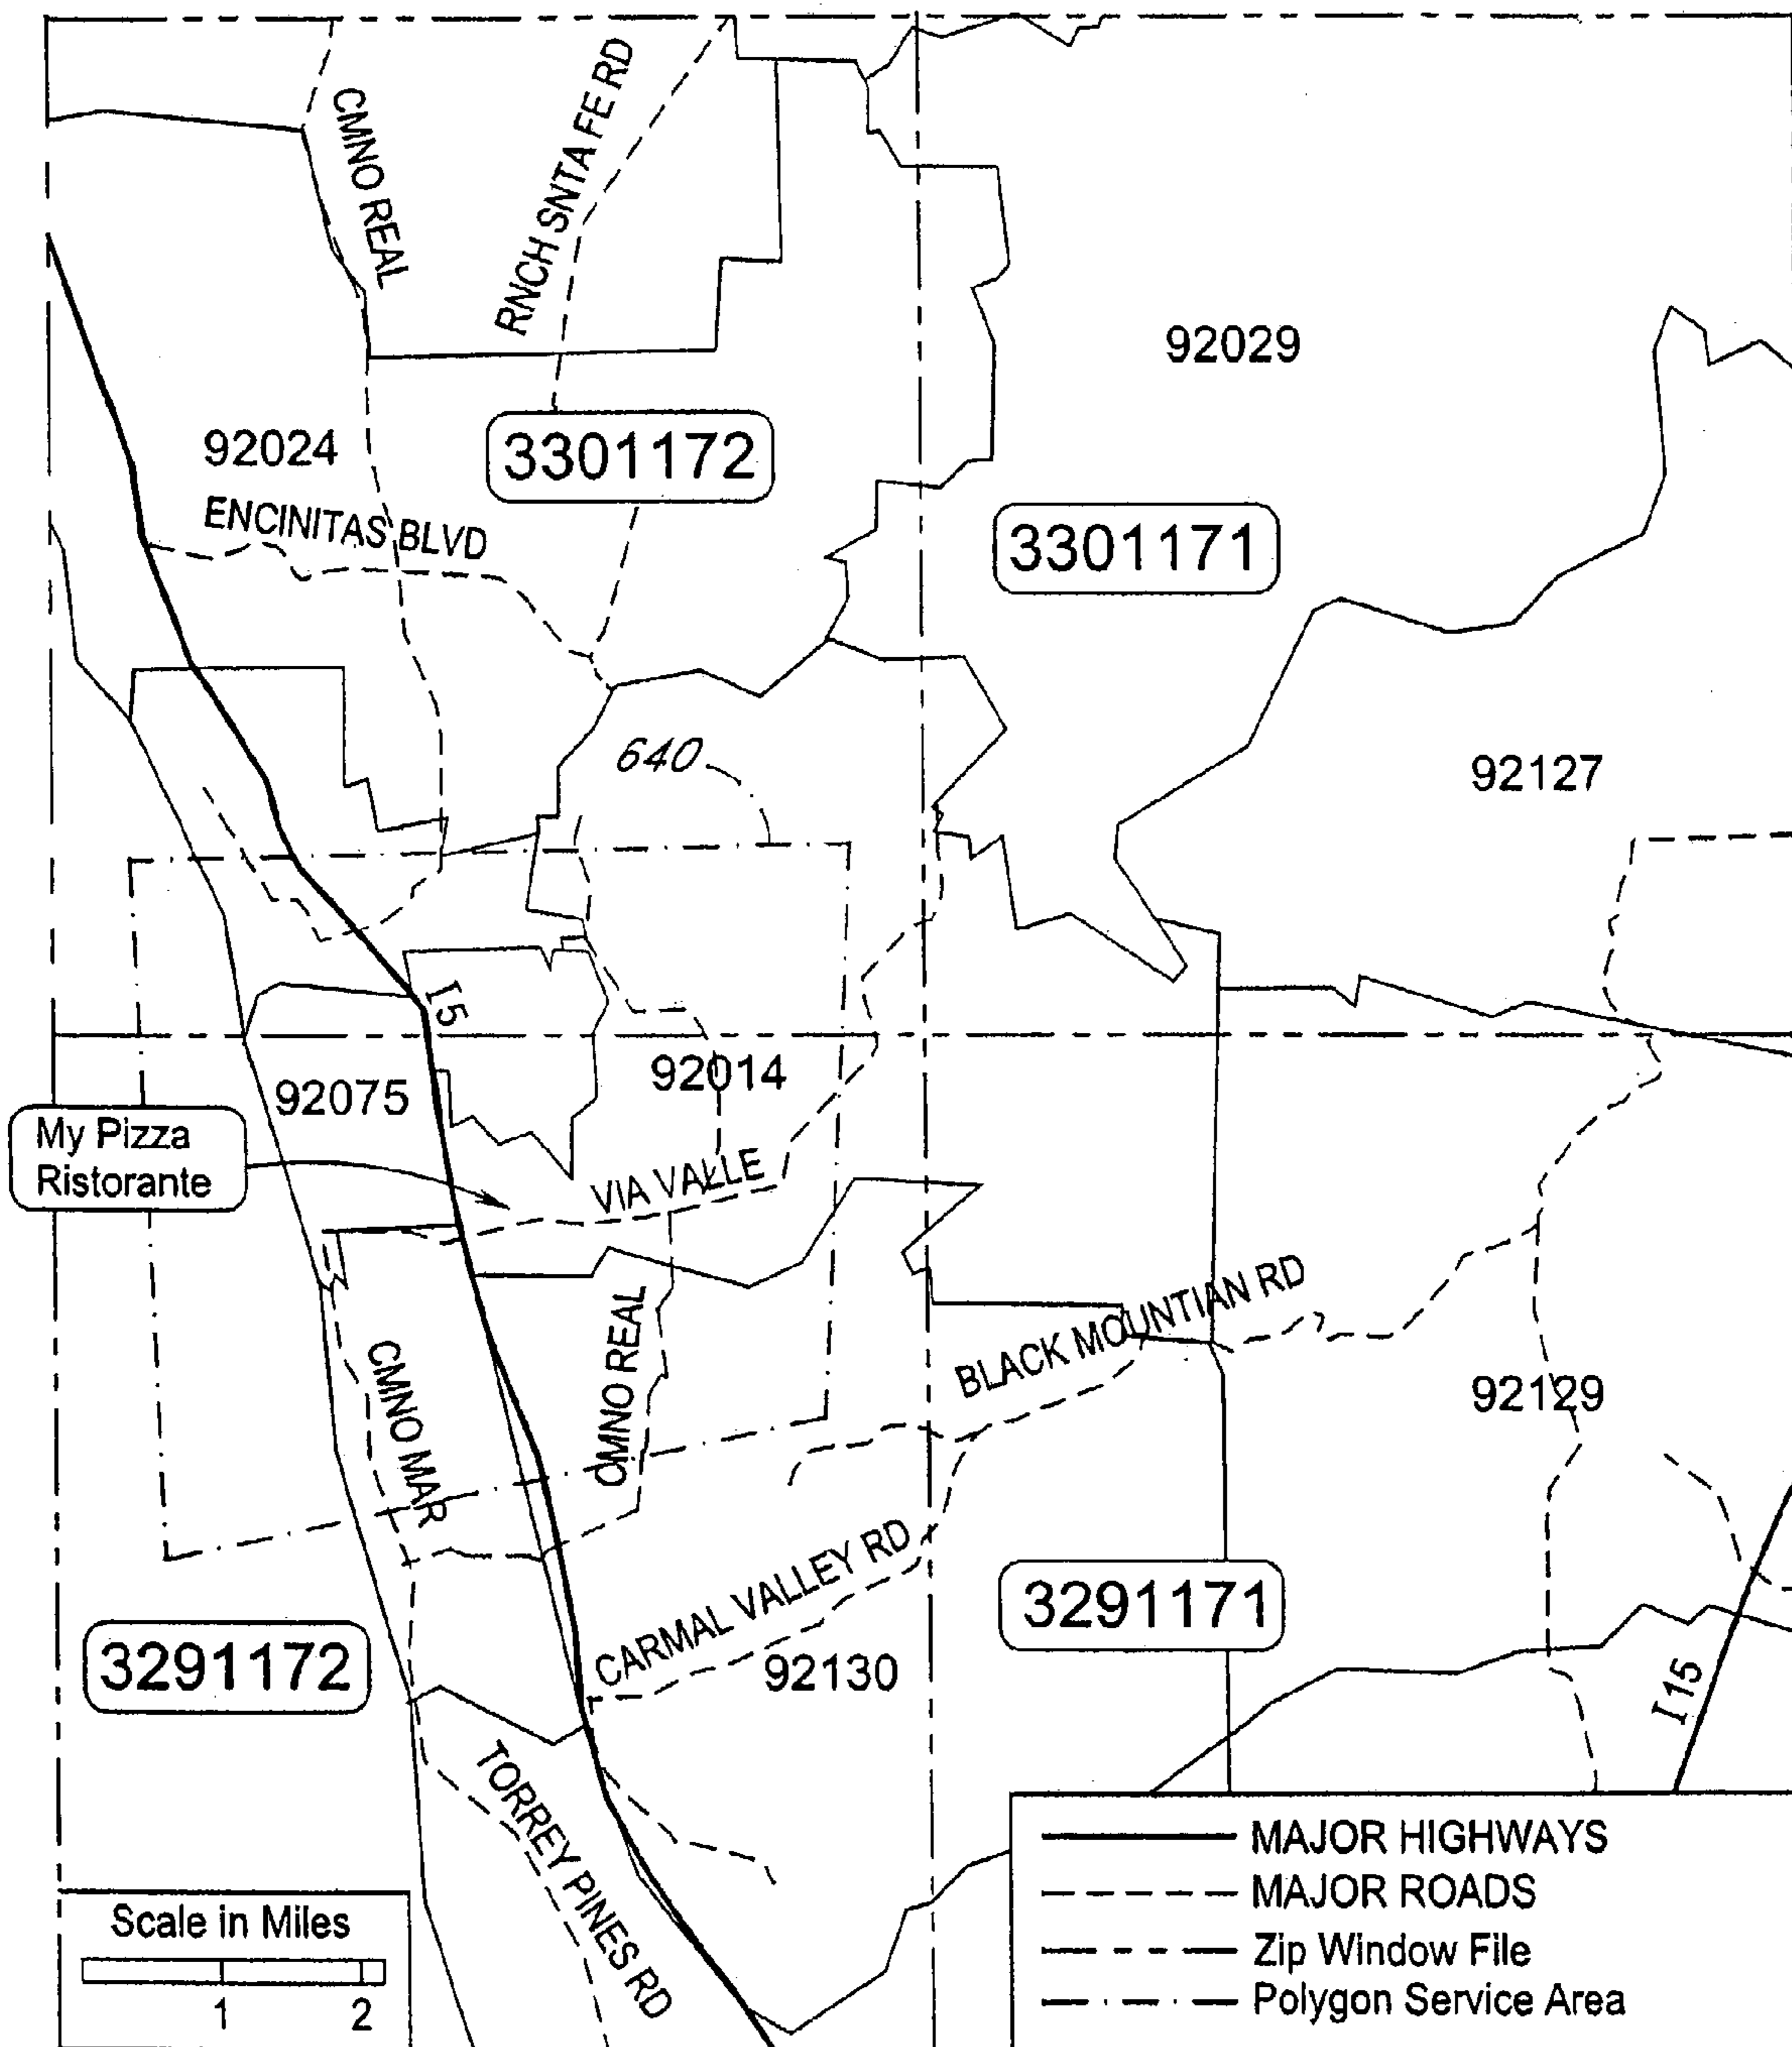 CMNO REAL
RNCH SNTA FE RD
92029
92024
3301172
ENCINITAS BLVD
3301171
640
92127
I5
92014
92075
My Pizza
Ristorante
VIA VALLE
BLACK MOUNTIAN RD
CMNO REAL
CMNO MAR
92129
CARMAL VALLEY RD
3291171
3291172
92130
I15
TORREY PINES RD
MAJOR HIGHWAYS
MAJOR ROADS
Zip Window File
Polygon Service Area
Scale in Miles
1 2